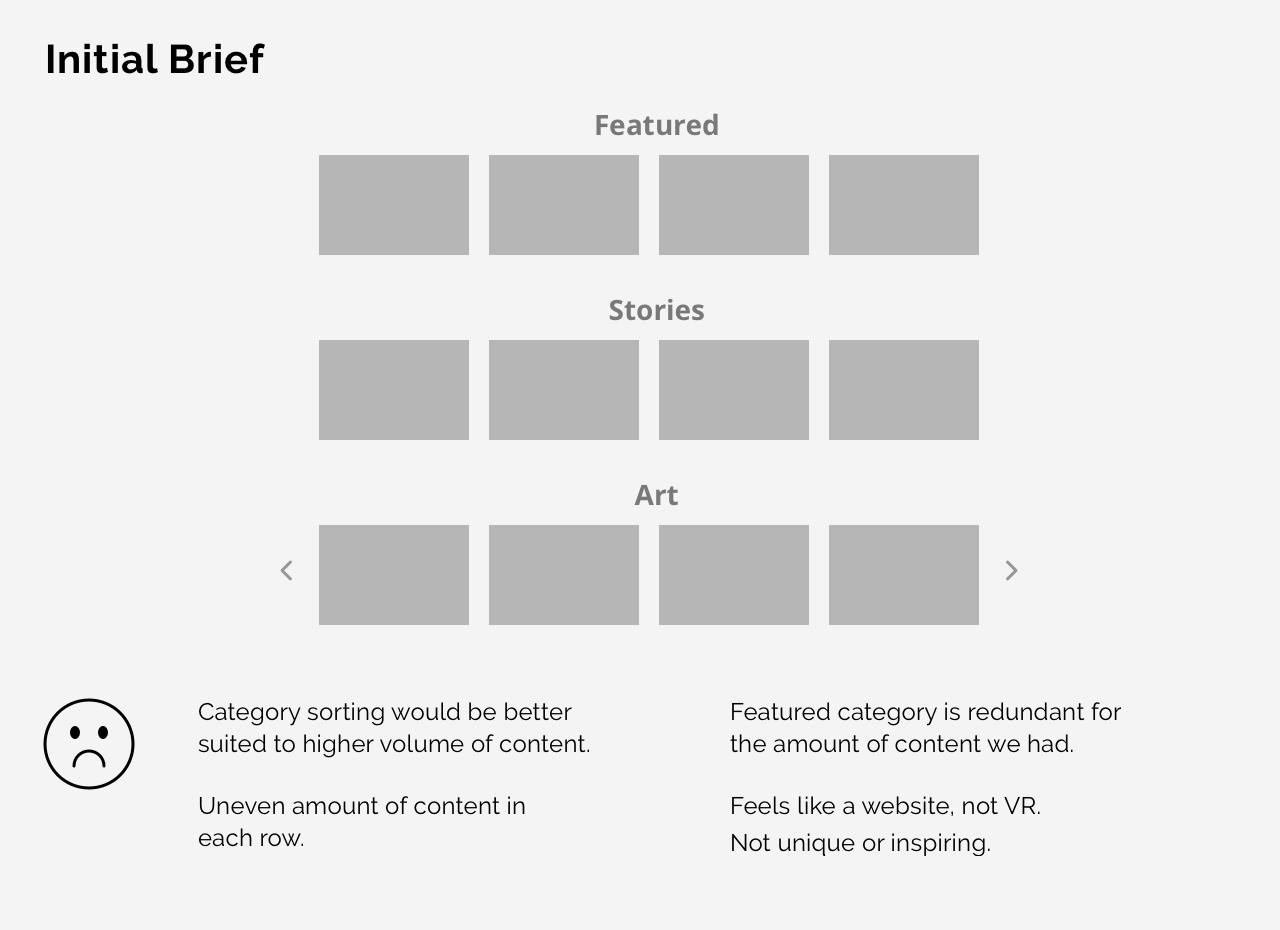 Initial Brief
Featured
Stories
Art
Category sorting would be better
suited to higher volume of content.
Uneven amount of content in
each row.
Featured category is redundant for
the amount of content we had.
Feels like a website, not VR.
Not unique or inspiring.